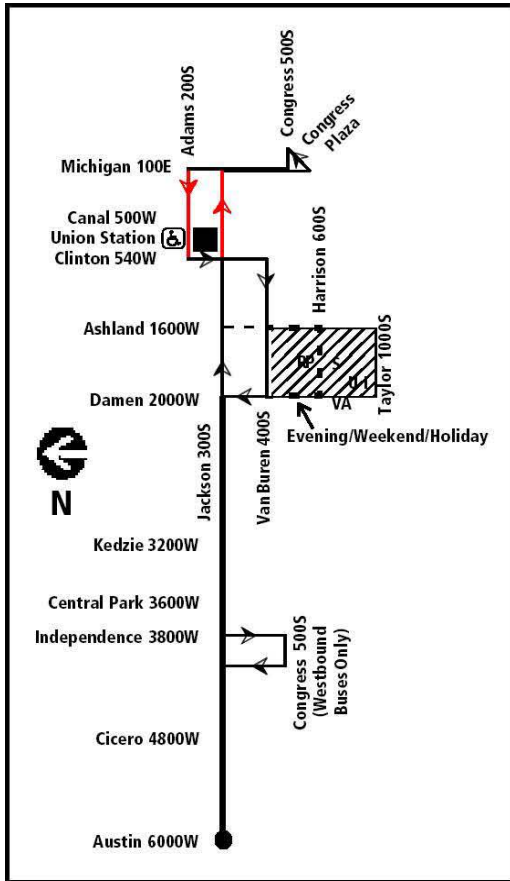 Adams 200S
Congress 500S
Congress
Plaza
Michigan 100E
Canal 500W
Union Station
Clinton 540W
Harrison 600S
Ashland 1600W
RP
S
U I
Taylor 1000S
Damen 2000W
VA
Evening/Weekend/Holiday
Jackson 300S
Van Buren 400S
N
Kedzie 3200W
Central Park 3600W
Independence 3800W
Congress 500S
(Westbound
Buses Only)
Cicero 4800W
Austin 6000W